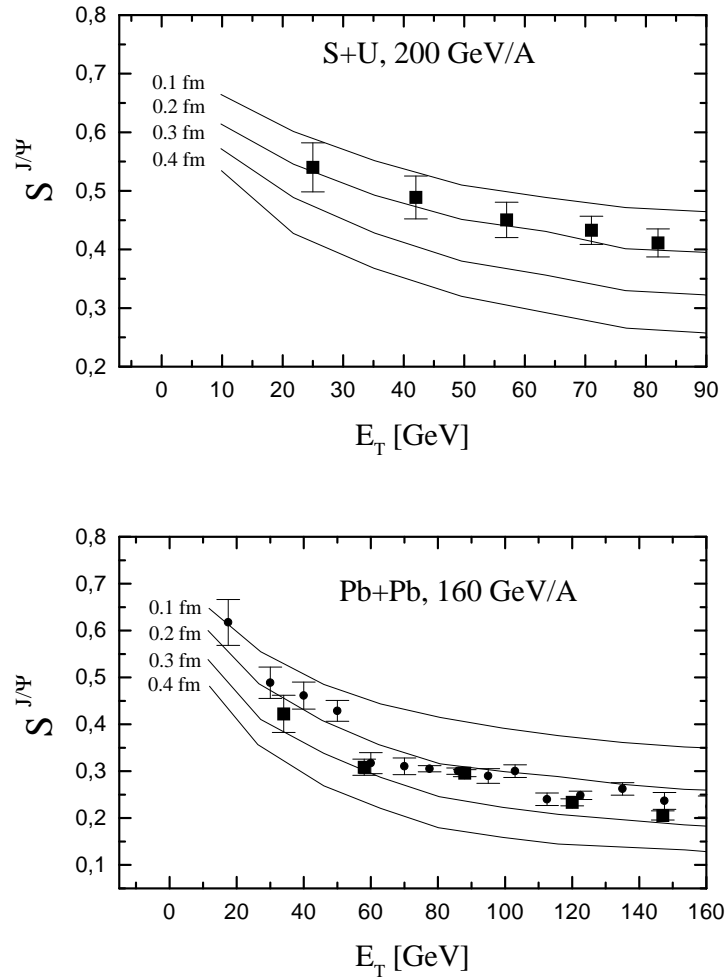 0,8
0,7
0,6
0,5
0,4
0,3
0,2
S J/Ψ
S+U, 200 GeV/A
0.1 fm
0.2 fm
0.3 fm
0.4 fm
0 10 20 30 40 50 60 70 80 90
E_T [GeV]
0,8
0,7
0,6
0,5
0,4
0,3
0,2
0,1
S J/Ψ
Pb+Pb, 160 GeV/A
0.1 fm
0.2 fm
0.3 fm
0.4 fm
0 20 40 60 80 100 120 140 160
E_T [GeV]